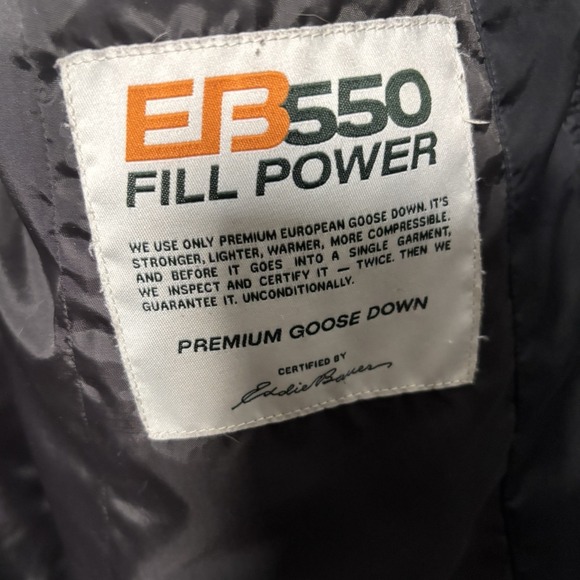 EB550
FILL POWER
WE USE ONLY PREMIUM EUROPEAN GOOSE DOWN. IT'S
STRONGER, LIGHTER, WARMER, MORE COMPRESSIBLE.
AND BEFORE IT GOES INTO A SINGLE GARMENT,
WE INSPECT AND CERTIFY IT — TWICE. THEN WE
GUARANTEE IT. UNCONDITIONALLY.
PREMIUM GOOSE DOWN
CERTIFIED BY
Eddie Bauer